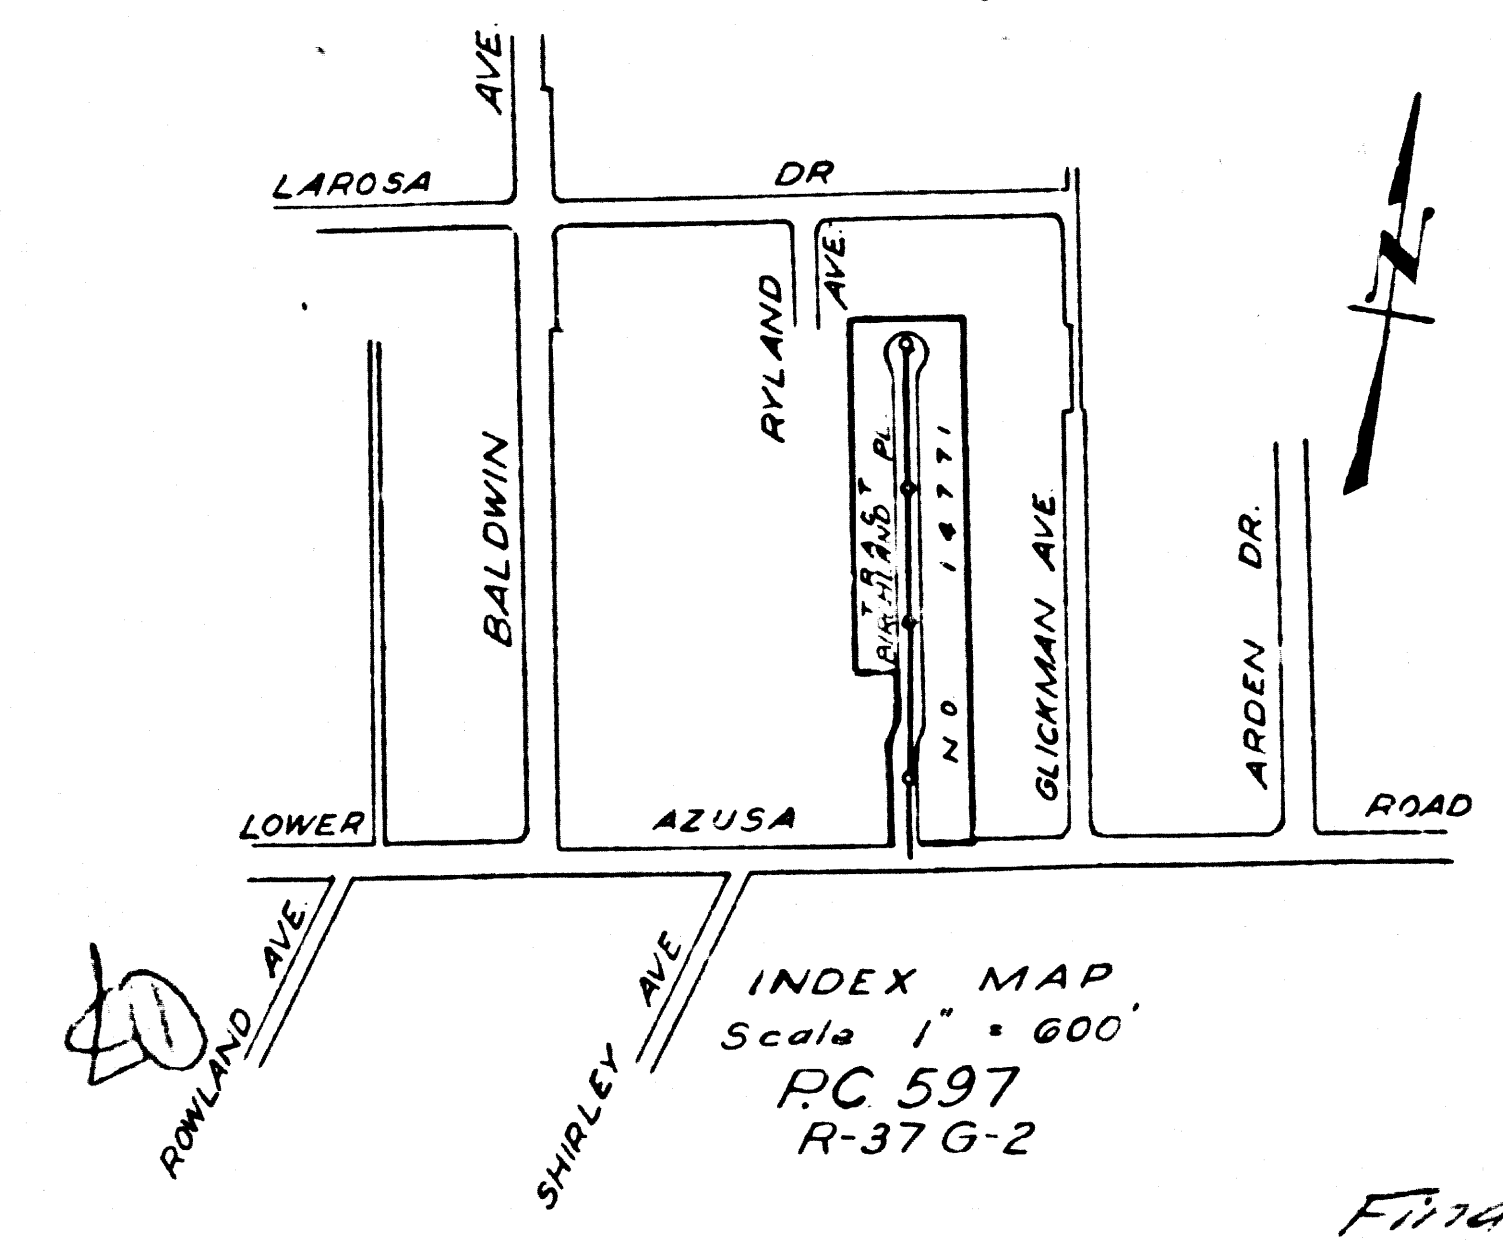 LAROSA DR
BALDWIN AVE.
RYLAND AVE.
TRACT NO 14771
BIRCHLAND PL.
GLICKMAN AVE.
ARDEN DR.
LOWER AZUSA ROAD
ROWLAND AVE.
SHIRLEY AVE
N
INDEX MAP
Scale 1" = 600'
P.C. 597
R-37 G-2